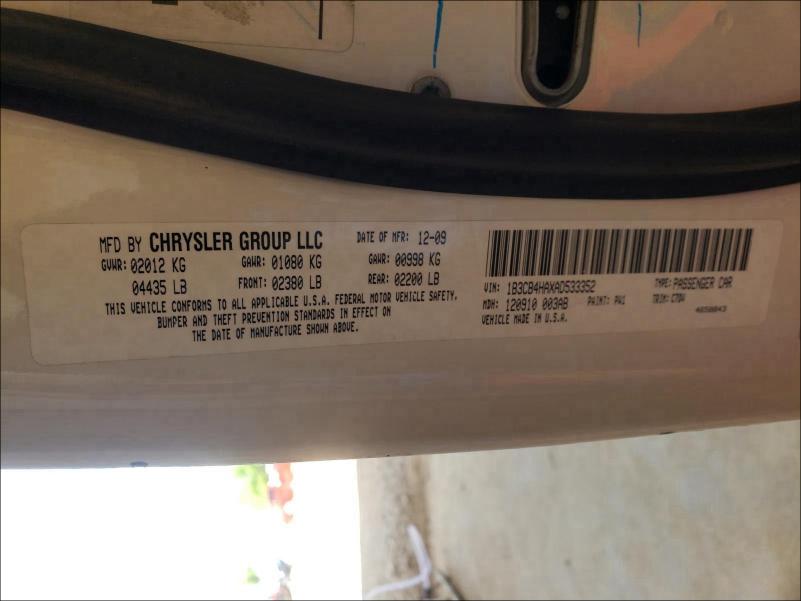 MFD BY CHRYSLER GROUP LLC DATE OF MFR: 12-09
GVWR: 02012 KG GAWR: 01080 KG GAWR: 00998 KG
04435 LB FRONT: 02380 LB REAR: 02200 LB
THIS VEHICLE CONFORMS TO ALL APPLICABLE U.S.A. FEDERAL MOTOR VEHICLE SAFETY,
BUMPER AND THEFT PREVENTION STANDARDS IN EFFECT ON
THE DATE OF MANUFACTURE SHOWN ABOVE.
VIN: 1B3CB4HAXAD533352 TYPE: PASSENGER CAR
MDH: 120910 003AB PAINT: PW1 TRIM: C7DV
VEHICLE MADE IN U.S.A. 4658043